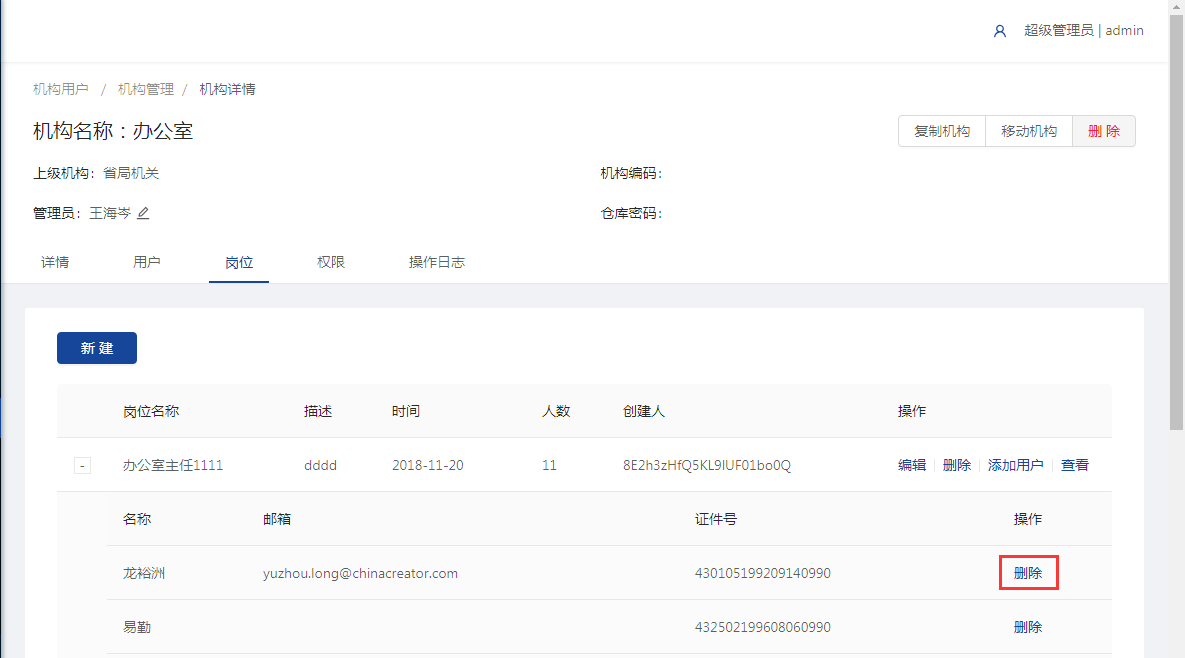 超级管理员 | admin
机构用户 / 机构管理 / 机构详情
机构名称：办公室
复制机构 移动机构 删 除
上级机构：省局机关 机构编码：
管理员：王海岑 仓库密码：
详情 用户 岗位 权限 操作日志
新 建
岗位名称 描述 时间 人数 创建人 操作
- 办公室主任1111 dddd 2018-11-20 11 8E2h3zHfQ5KL9IUF01bo0Q 编辑 删除 添加用户 查看
名称 邮箱 证件号 操作
龙裕洲 yuzhou.long@chinacreator.com 430105199209140990 删除
易勤 432502199608060990 删除